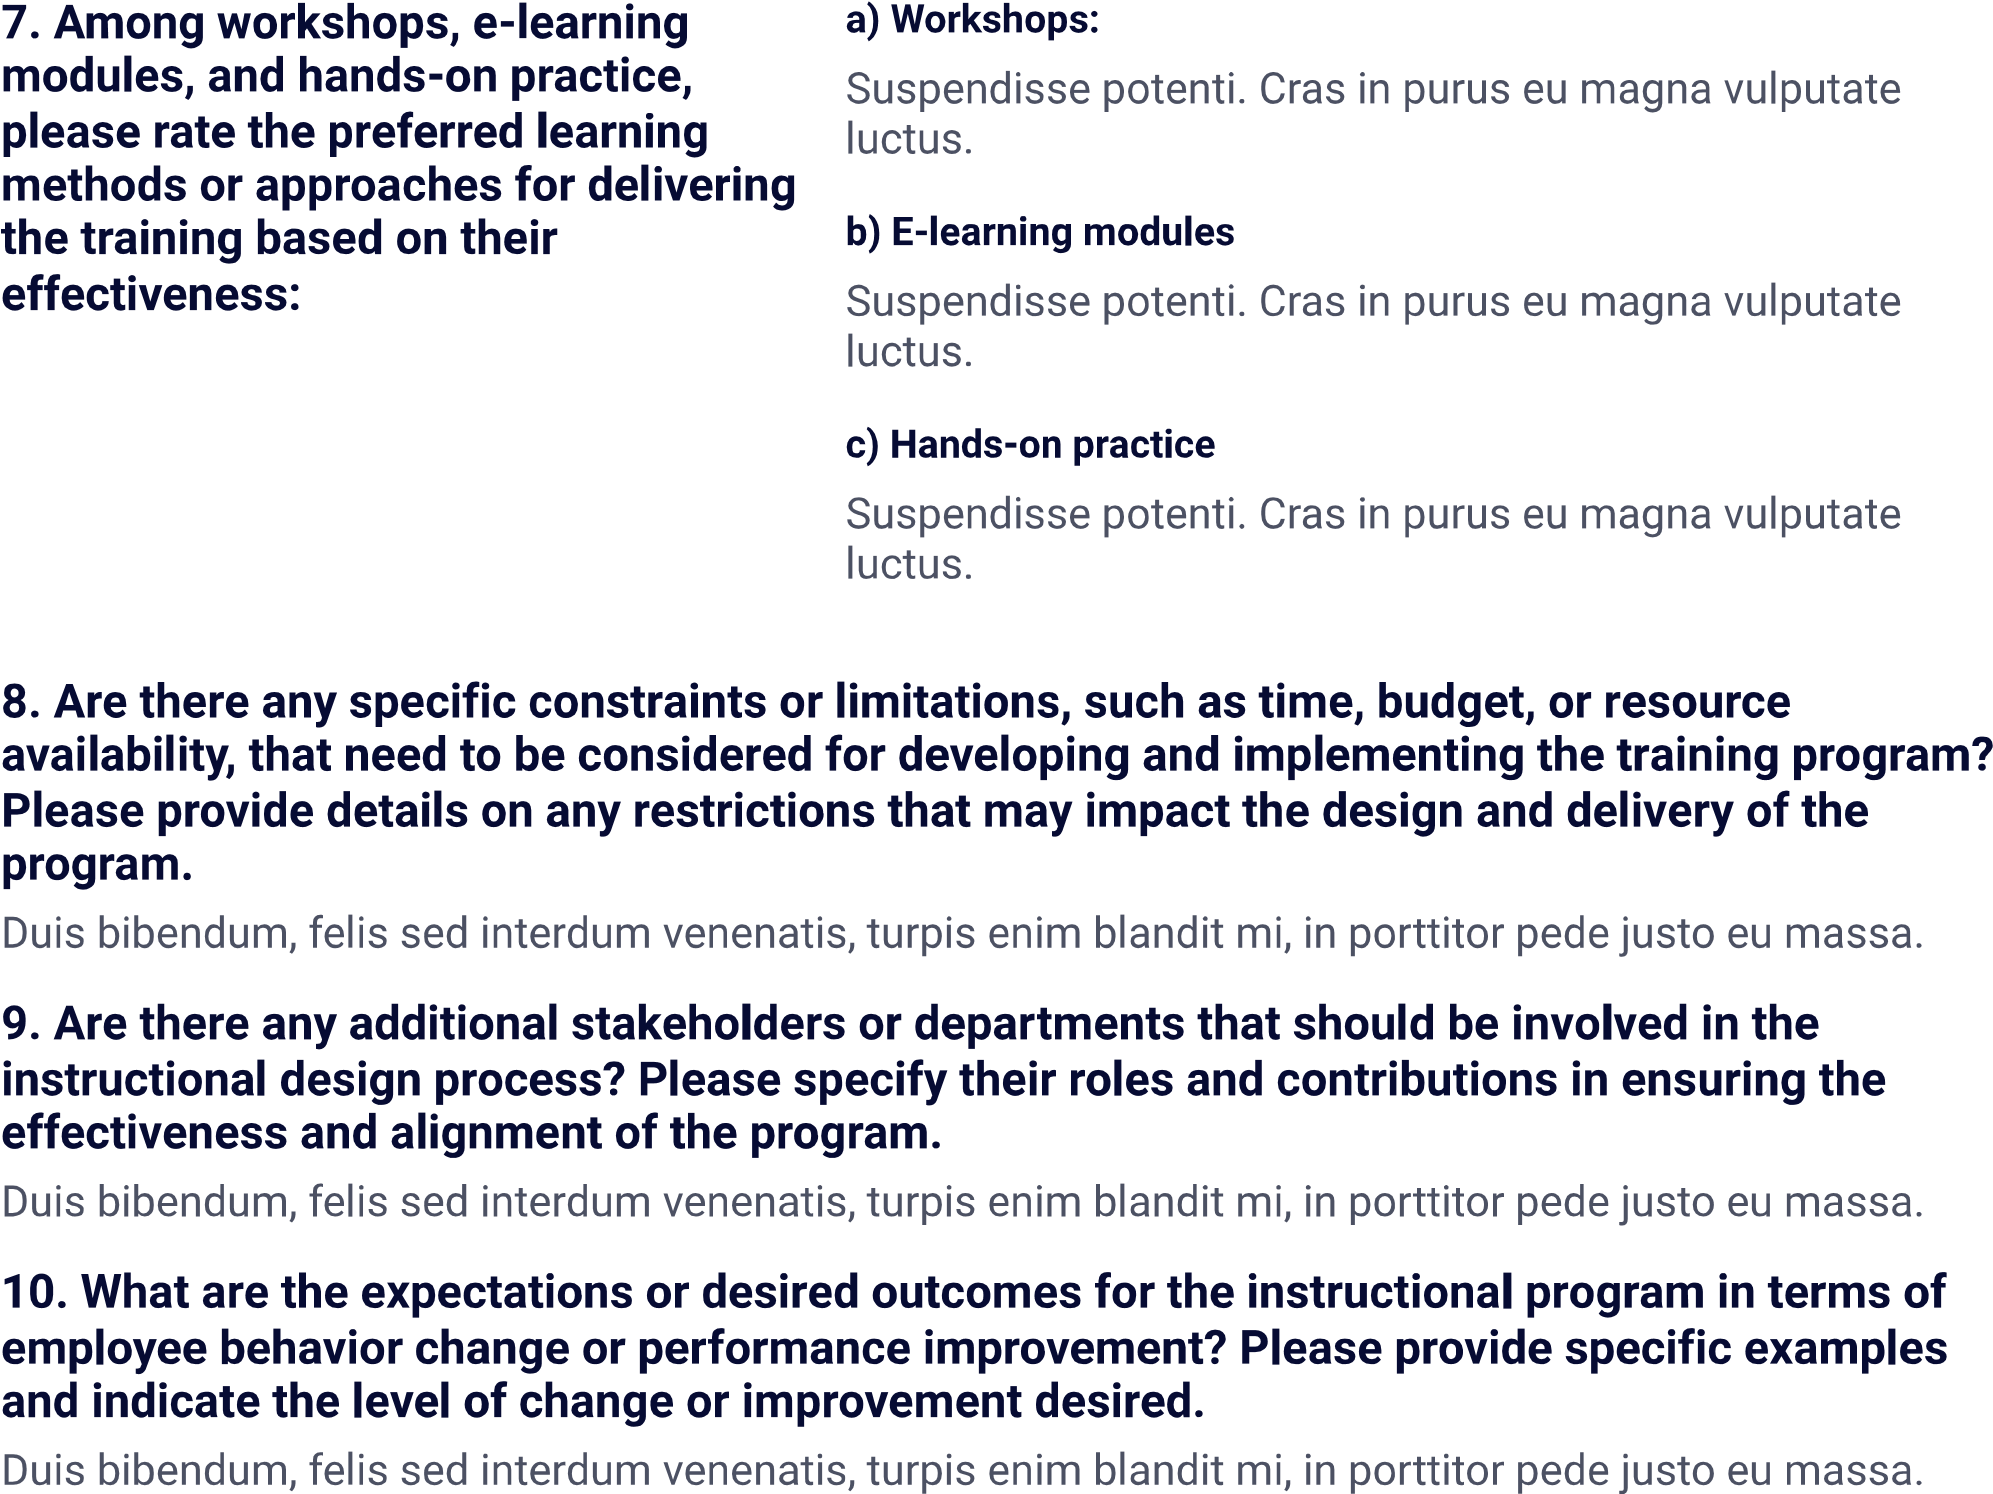 7. Among workshops, e-learning
modules, and hands-on practice,
please rate the preferred learning
methods or approaches for delivering
the training based on their
effectiveness:
a) Workshops:
Suspendisse potenti. Cras in purus eu magna vulputate
luctus.
b) E-learning modules
Suspendisse potenti. Cras in purus eu magna vulputate
luctus.
c) Hands-on practice
Suspendisse potenti. Cras in purus eu magna vulputate
luctus.
8. Are there any specific constraints or limitations, such as time, budget, or resource
availability, that need to be considered for developing and implementing the training program?
Please provide details on any restrictions that may impact the design and delivery of the
program.
Duis bibendum, felis sed interdum venenatis, turpis enim blandit mi, in porttitor pede justo eu massa.
9. Are there any additional stakeholders or departments that should be involved in the
instructional design process? Please specify their roles and contributions in ensuring the
effectiveness and alignment of the program.
Duis bibendum, felis sed interdum venenatis, turpis enim blandit mi, in porttitor pede justo eu massa.
10. What are the expectations or desired outcomes for the instructional program in terms of
employee behavior change or performance improvement? Please provide specific examples
and indicate the level of change or improvement desired.
Duis bibendum, felis sed interdum venenatis, turpis enim blandit mi, in porttitor pede justo eu massa.